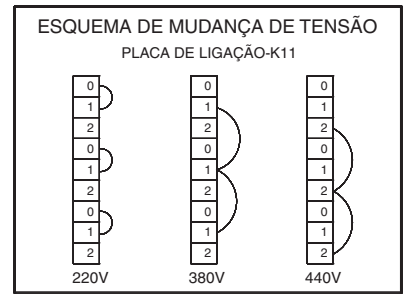 ESQUEMA DE MUDANÇA DE TENSÃO
PLACA DE LIGAÇÃO-K11
0 0 0
1 1 1
2 2 2
0 0 0
1 1 1
2 2 2
0 0 0
1 1 1
2 2 2
220V 380V 440V